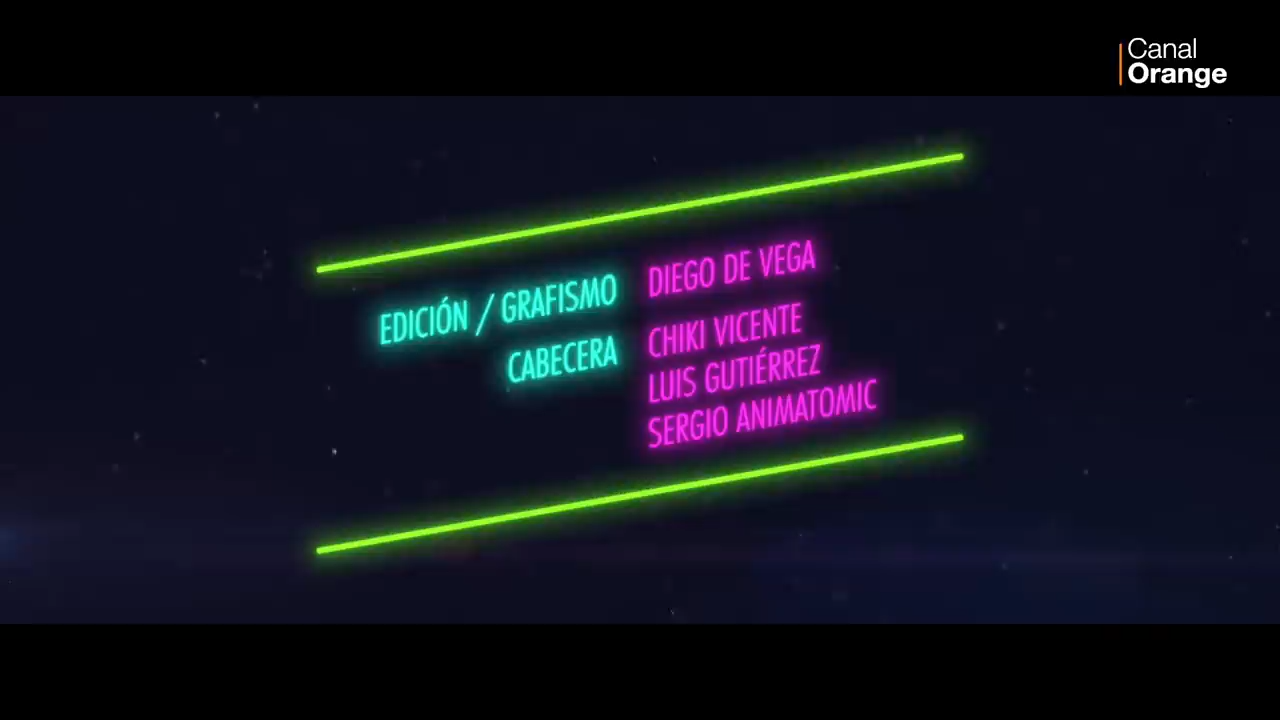 Canal
Orange
EDICIÓN / GRAFISMO DIEGO DE VEGA
CABECERA CHIKI VICENTE
LUIS GUTIÉRREZ
SERGIO ANIMATOMIC